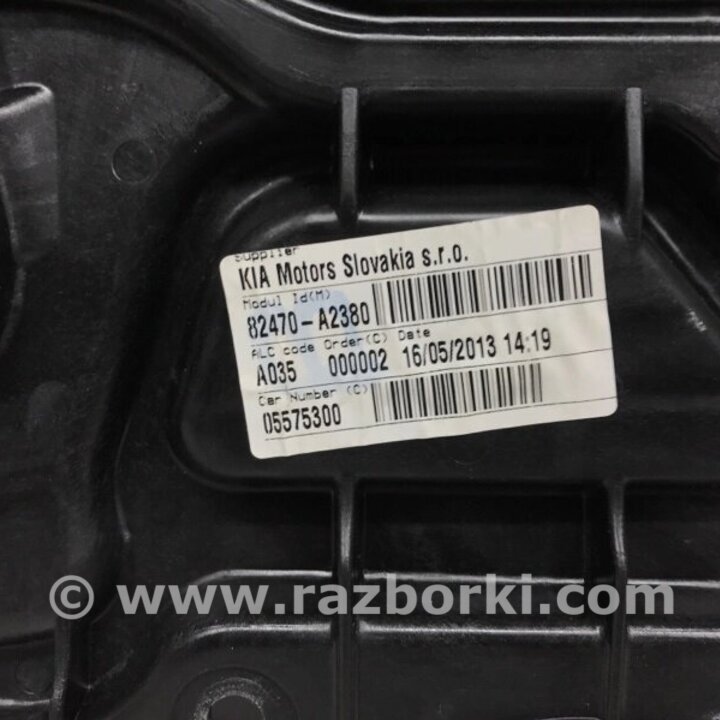 Supplier
KIA Motors Slovakia s.r.o.
Modul Id(M)
82470-A2380
ALC code Order(C) Date
A035 000002 16/05/2013 14:19
Car Number (C)
05575300
© www.razborki.com